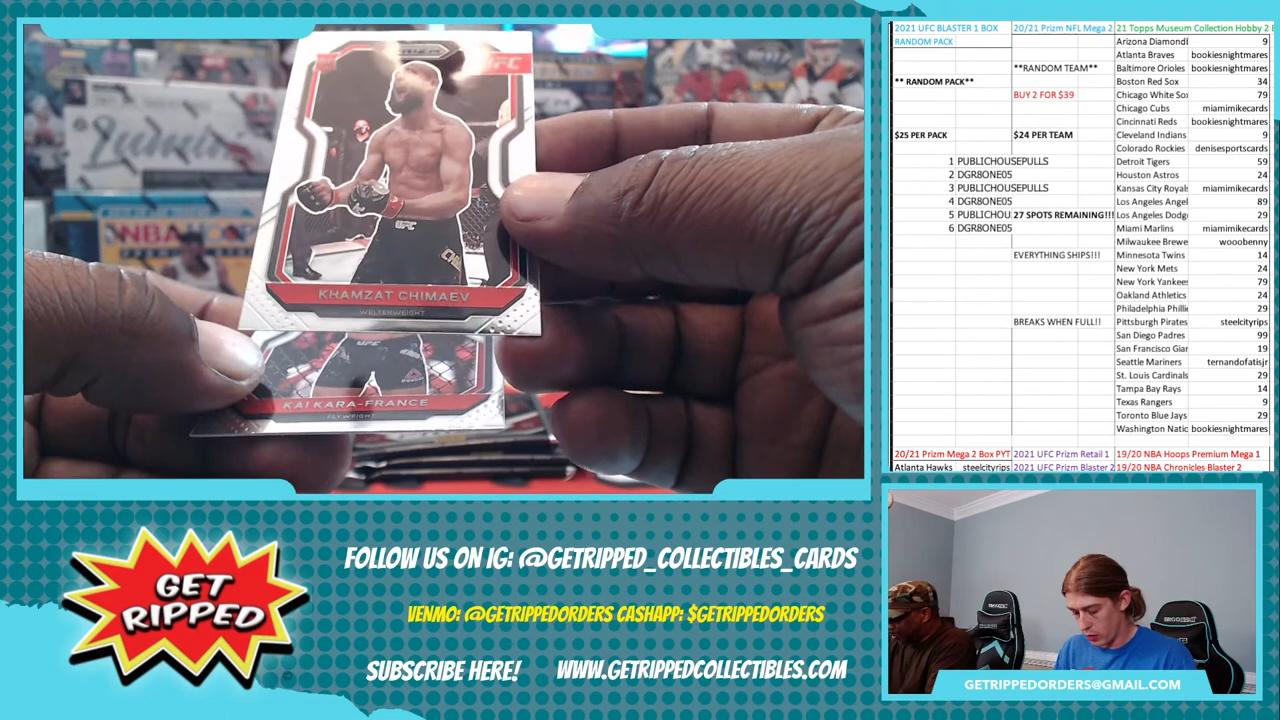 PRIZM
UFC
UFC
KHAMZAT CHIMAEV
WELTERWEIGHT
UFC
KAI KARA-FRANCE
FLYWEIGHT
NBA
2021 UFC BLASTER 1 BOX
RANDOM PACK
** RANDOM PACK**
$25 PER PACK
1 PUBLICHOUSEPULLS
2 DGR8ONE05
3 PUBLICHOUSEPULLS
4 DGR8ONE05
5 PUBLICHOU
6 DGR8ONE05
20/21 Prizm NFL Mega 2
**RANDOM TEAM**
BUY 2 FOR $39
$24 PER TEAM
27 SPOTS REMAINING!!!
EVERYTHING SHIPS!!!
BREAKS WHEN FULL!!
21 Topps Museum Collection Hobby 2
Arizona Diamond 9
Atlanta Braves bookiesnightmares
Baltimore Orioles bookiesnightmares
Boston Red Sox 34
Chicago White Sox 79
Chicago Cubs miamimikecards
Cincinnati Reds bookiesnightmares
Cleveland Indians 9
Colorado Rockies denisesportscards
Detroit Tigers 59
Houston Astros 24
Kansas City Royals miamimikecards
Los Angeles Angel 89
Los Angeles Dodg 29
Miami Marlins miamimikecards
Milwaukee Brewe wooobenny
Minnesota Twins 14
New York Mets 24
New York Yankees 79
Oakland Athletics 24
Philadelphia Phillie 29
Pittsburgh Pirates steelcityrips
San Diego Padres 99
San Francisco Giar 19
Seattle Mariners ternandofatisjr
St. Louis Cardinals 29
Tampa Bay Rays 14
Texas Rangers 9
Toronto Blue Jays 29
Washington Natic bookiesnightmares
20/21 Prizm Mega 2 Box PYT 2021 UFC Prizm Retail 1 19/20 NBA Hoops Premium Mega 1
Atlanta Hawks steelcityrips 2021 UFC Prizm Blaster 2 19/20 NBA Chronicles Blaster 2
GET
RIPPED
FOLLOW US ON IG: @GETRIPPED_COLLECTIBLES_CARDS
VENMO: @GETRIPPEDORDERS CASHAPP: $GETRIPPEDORDERS
SUBSCRIBE HERE! WWW.GETRIPPEDCOLLECTIBLES.COM
GETRIPPEDORDERS@GMAIL.COM